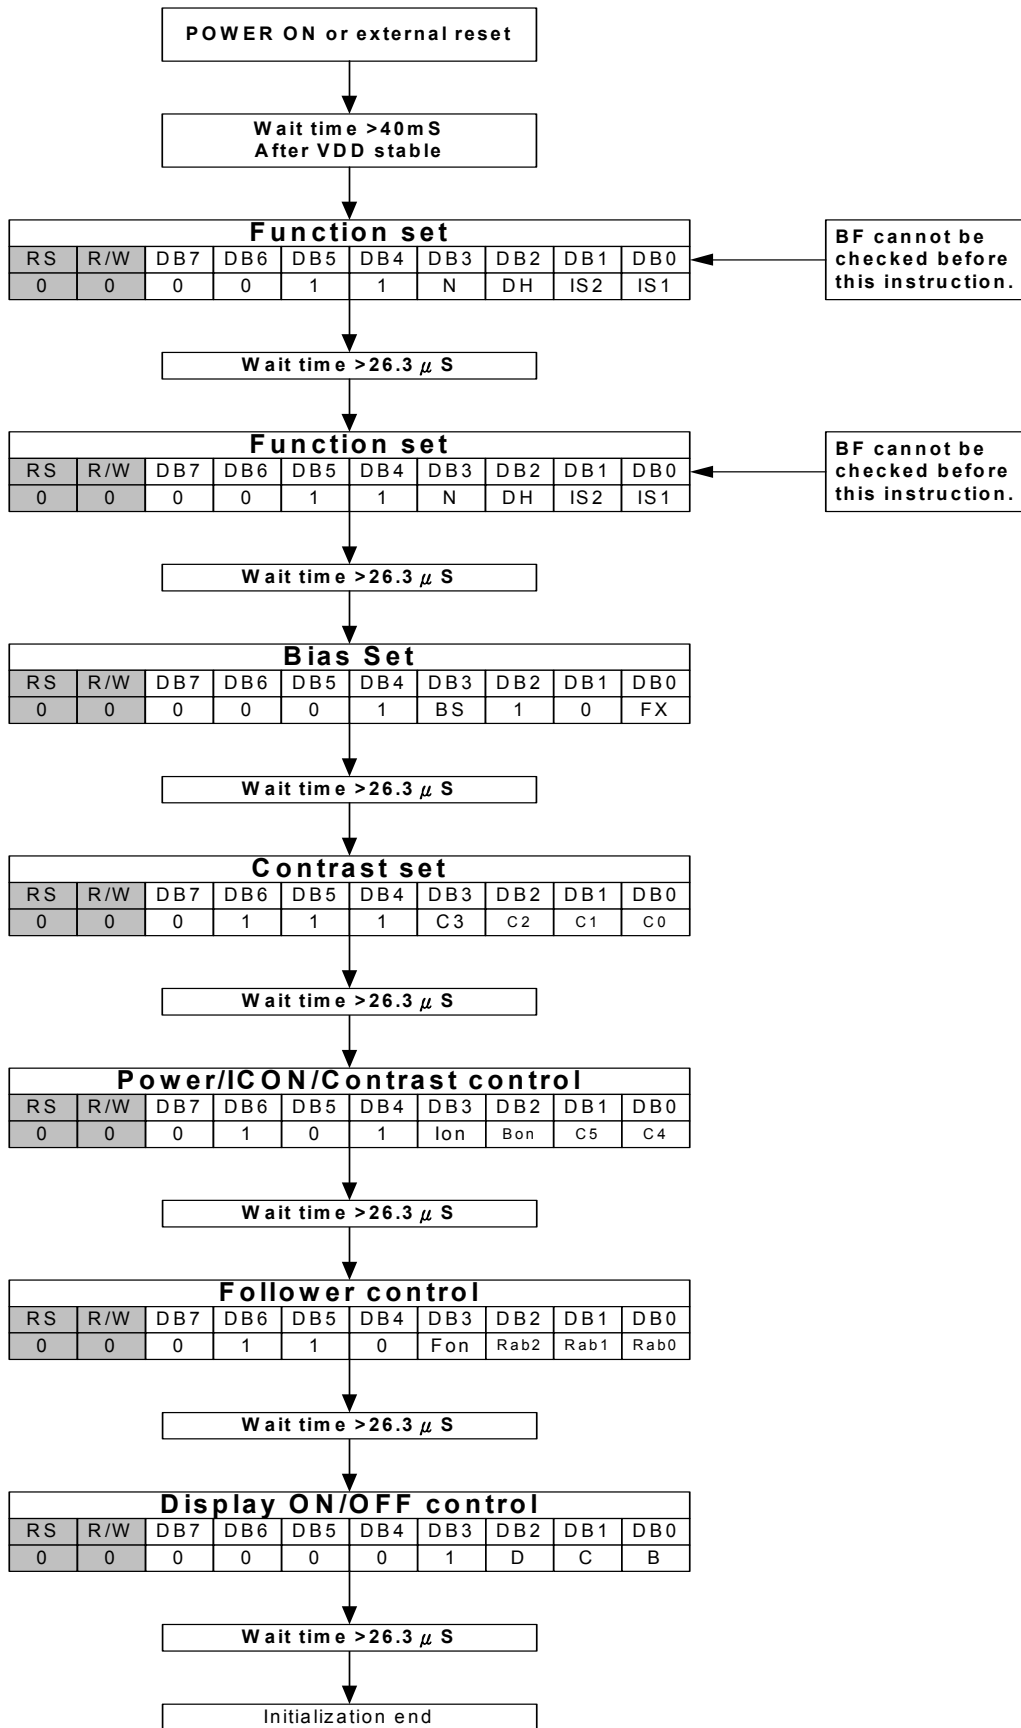 POWER ON or external reset
Wait time >40mS
After VDD stable
Function set
RS R/W DB7 DB6 DB5 DB4 DB3 DB2 DB1 DB0
0 0 0 0 1 1 N DH IS2 IS1
BF cannot be
checked before
this instruction.
Wait time >26.3 μ S
Function set
RS R/W DB7 DB6 DB5 DB4 DB3 DB2 DB1 DB0
0 0 0 0 1 1 N DH IS2 IS1
BF cannot be
checked before
this instruction.
Wait time >26.3 μ S
Bias Set
RS R/W DB7 DB6 DB5 DB4 DB3 DB2 DB1 DB0
0 0 0 0 0 1 BS 1 0 FX
Wait time >26.3 μ S
Contrast set
RS R/W DB7 DB6 DB5 DB4 DB3 DB2 DB1 DB0
0 0 0 1 1 1 C3 C2 C1 C0
Wait time >26.3 μ S
Power/ICON/Contrast control
RS R/W DB7 DB6 DB5 DB4 DB3 DB2 DB1 DB0
0 0 0 1 0 1 Ion Bon C5 C4
Wait time >26.3 μ S
Follower control
RS R/W DB7 DB6 DB5 DB4 DB3 DB2 DB1 DB0
0 0 0 1 1 0 Fon Rab2 Rab1 Rab0
Wait time >26.3 μ S
Display ON/OFF control
RS R/W DB7 DB6 DB5 DB4 DB3 DB2 DB1 DB0
0 0 0 0 0 0 1 D C B
Wait time >26.3 μ S
Initialization end